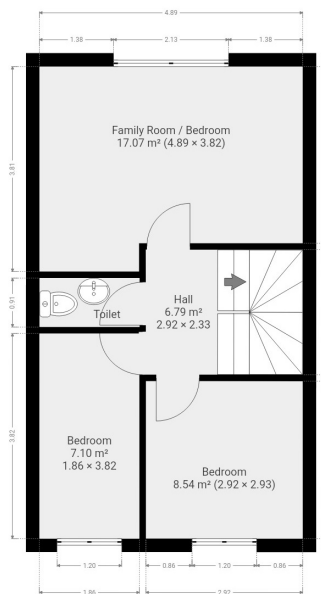 4.89
1.38
2.13
1.38
3.81
Family Room / Bedroom
17.07 m² (4.89 × 3.82)
0.91
Toilet
Hall
6.79 m²
2.92 × 2.33
3.82
Bedroom
7.10 m²
1.86 × 3.82
Bedroom
8.54 m² (2.92 × 2.93)
1.20
0.86
1.20
0.86
1.86
2.92